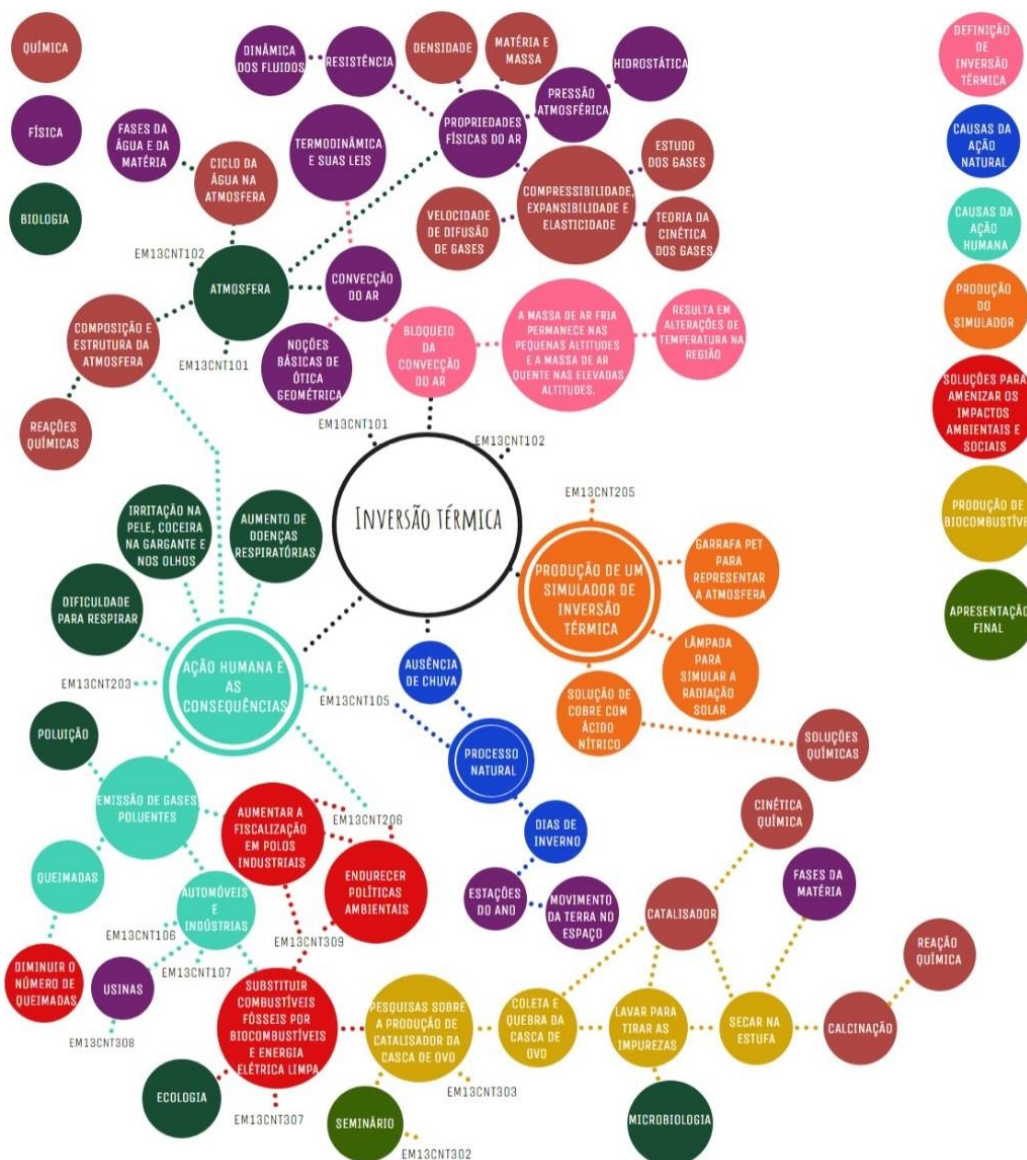 QUÍMICA
FÍSICA
BIOLOGIA
DEFINIÇÃO
DE
INVERSÃO
TÉRMICA
CAUSAS DA
AÇÃO
NATURAL
CAUSAS DA
AÇÃO
HUMANA
PRODUÇÃO
DO
SIMULADOR
SOLUÇÕES PARA
AMENIZAR OS
IMPACTOS
AMBIENTAIS E
SOCIAIS
PRODUÇÃO DE
BIOCOMBUSTÍVE
APRESENTAÇÃO
FINAL
DINÂMICA
DOS FLUIDOS
RESISTÊNCIA
DENSIDADE
MATÉRIA E
MASSA
HIDROSTÁTICA
PRESSÃO
ATMOSFÉRICA
PROPRIEDADES
FÍSICAS DO AR
FASES DA
ÁGUA E DA
MATÉRIA
CICLO DA
ÁGUA NA
ATMOSFERA
TERMODINÂMICA
E SUAS LEIS
ESTUDO
DOS GASES
COMPRESSIBILIDADE,
EXPANSIBILIDADE E
ELASTICIDADE
VELOCIDADE
DE DIFUSÃO
DE GASES
TEORIA DA
CINÉTICA
DOS GASES
EM13CNT102
ATMOSFERA
CONVECÇÃO
DO AR
COMPOSIÇÃO E
ESTRUTURA DA
ATMOSFERA
EM13CNT101
NOÇÕES
BÁSICAS DE
ÓTICA
GEOMÉTRICA
BLOQUEIO
DA
CONVECÇÃO
DO AR
A MASSA DE AR FRIA
PERMANECE NAS
PEQUENAS ALTITUDES
E A MASSA DE AR
QUENTE NAS ELEVADAS
ALTITUDES.
RESULTA EM
ALTERAÇÕES DE
TEMPERATURA NA
REGIÃO
REAÇÕES
QUÍMICAS
EM13CNT101
EM13CNT102
INVERSÃO TÉRMICA
EM13CNT205
IRRITAÇÃO NA
PELE, COCEIRA
NA GARGANTE E
NOS OLHOS
AUMENTO DE
DOENÇAS
RESPIRATÓRIAS
PRODUÇÃO DE UM
SIMULADOR DE
INVERSÃO
TÉRMICA
GARRAFA PET
PARA
REPRESENTAR
A ATMOSFERA
DIFICULDADE
PARA RESPIRAR
LÂMPADA
PARA
SIMULAR A
RADIAÇÃO
SOLAR
AÇÃO HUMANA E
AS
CONSEQUÊNCIAS
EM13CNT203
EM13CNT105
AUSÊNCIA
DE CHUVA
SOLUÇÃO DE
COBRE COM
ÁCIDO
NÍTRICO
POLUIÇÃO
PROCESSO
NATURAL
SOLUÇÕES
QUÍMICAS
EMISSÃO DE GASES
POLUENTES
AUMENTAR A
FISCALIZAÇÃO
EM POLOS
INDUSTRIAIS
EM13CNT206
CINÉTICA
QUÍMICA
DIAS DE
INVERNO
QUEIMADAS
AUTOMÓVEIS
E
INDÚSTRIAS
ENDURECER
POLÍTICAS
AMBIENTAIS
ESTAÇÕES
DO ANO
MOVIMENTO
DA TERRA NO
ESPAÇO
FASES DA
MATÉRIA
CATALISADOR
EM13CNT106
EM13CNT107
EM13CNT309
DIMINUIR O
NÚMERO DE
QUEIMADAS
USINAS
EM13CNT308
SUBSTITUIR
COMBUSTÍVEIS
FÓSSEIS POR
BIOCOMBUSTÍVEIS
E ENERGIA
ELÉTRICA LIMPA
PESQUISAS SOBRE
A PRODUÇÃO DE
CATALISADOR DA
CASCA DE OVO
COLETA E
QUEBRA DA
CASCA DE
OVO
LAVAR PARA
TIRAR AS
IMPUREZAS
SECAR NA
ESTUFA
CALCINAÇÃO
REAÇÃO
QUÍMICA
ECOLOGIA
EM13CNT307
EM13CNT303
SEMINÁRIO
EM13CNT302
MICROBIOLOGIA